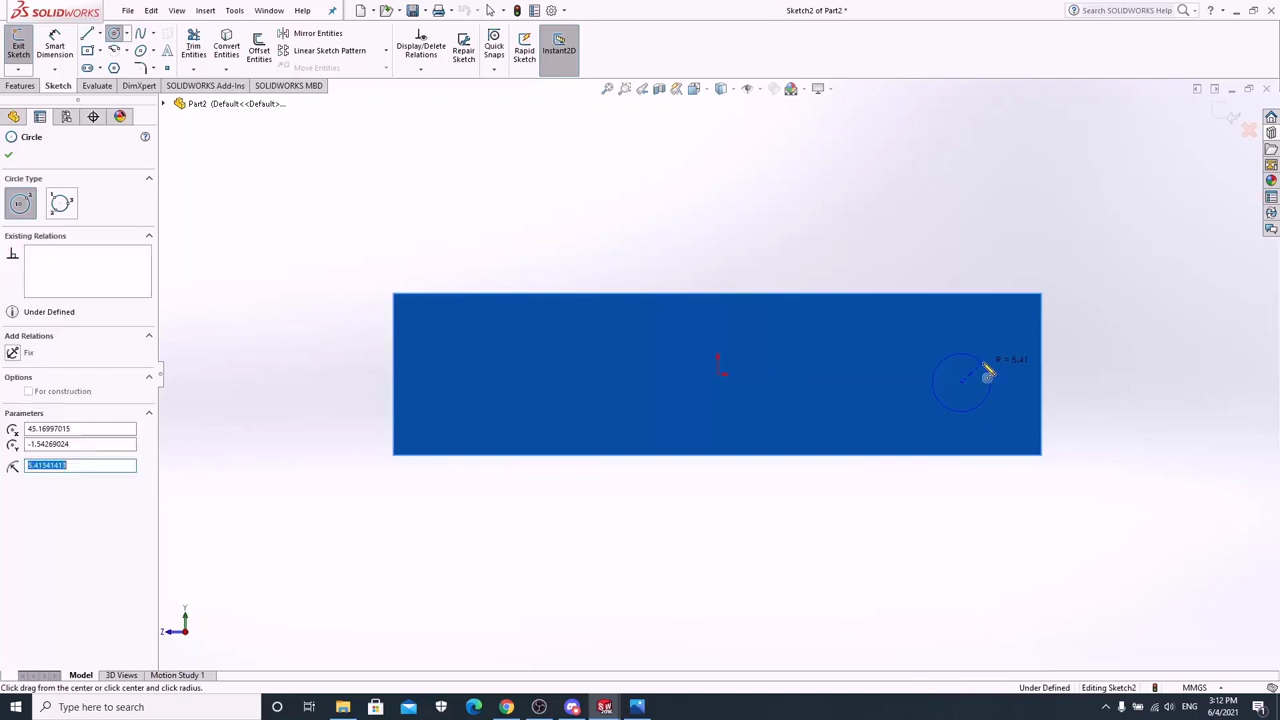 SOLIDWORKS
File Edit View Insert Tools Window Help
Sketch2 of Part2 *
Search SOLIDWORKS Help
Exit Sketch
Smart Dimension
Trim Entities
Convert Entities
Offset Entities
Mirror Entities
Linear Sketch Pattern
Move Entities
Display/Delete Relations
Repair Sketch
Quick Snaps
Rapid Sketch
Instant2D
Features Sketch Evaluate DimXpert SOLIDWORKS Add-Ins SOLIDWORKS MBD
Part2 (Default<<Default>...
Circle
Circle Type
Existing Relations
Under Defined
Add Relations
Fix
Options
For construction
Parameters
45.16997015
-1.54269024
5.41341413
R = 5.41
Y
Z
Model 3D Views Motion Study 1
Click drag from the center or click center and click radius.
Under Defined Editing Sketch2 MMGS
Type here to search
ENG
3:12 PM
6/4/2021